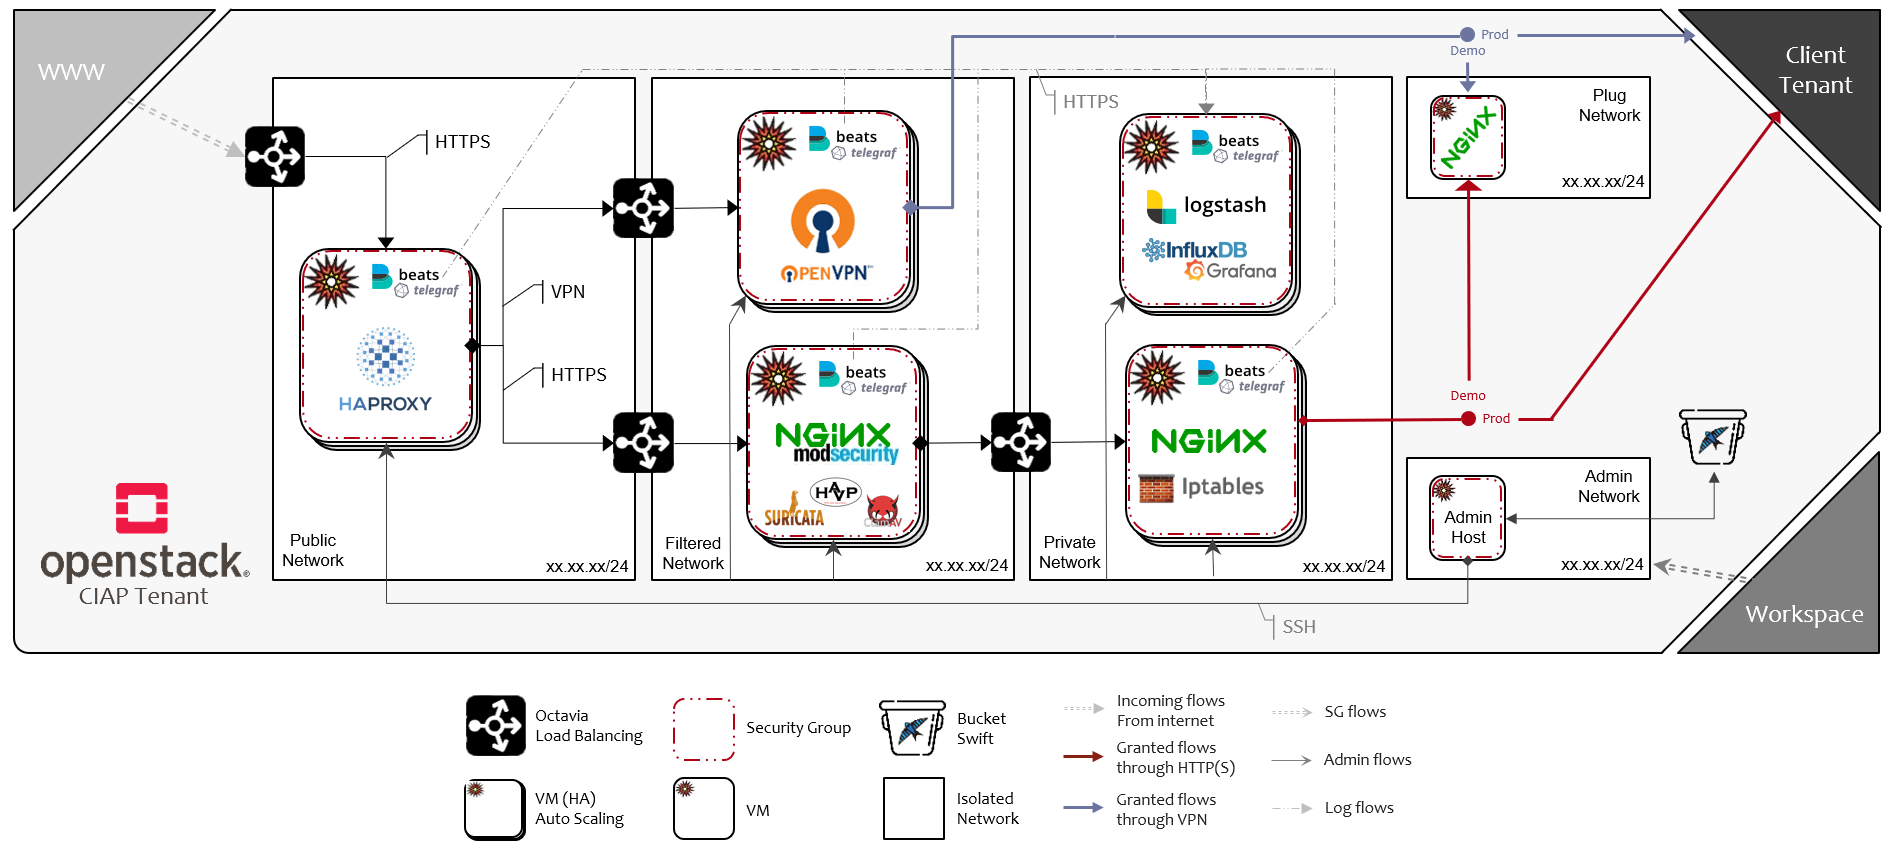 WWW
Client
Tenant
Prod
Demo
Plug
Network
NGINX
xx.xx.xx/24
HTTPS
HTTPS
beats
telegraf
OPENVPN™
beats
telegraf
logstash
InfluxDB
Grafana
beats
telegraf
HAPROXY
VPN
HTTPS
beats
telegraf
NGINX
modsecurity
HAVP
SURICATA
ClamAV
beats
telegraf
NGINX
Iptables
Demo
Prod
Admin
Network
Admin
Host
xx.xx.xx/24
Public
Network
xx.xx.xx/24
Filtered
Network
xx.xx.xx/24
Private
Network
xx.xx.xx/24
openstack®
CIAP Tenant
SSH
Workspace
Octavia
Load Balancing
Security Group
Bucket
Swift
Incoming flows
From internet
SG flows
Granted flows
through HTTP(S)
Admin flows
VM (HA)
Auto Scaling
VM
Isolated
Network
Granted flows
through VPN
Log flows